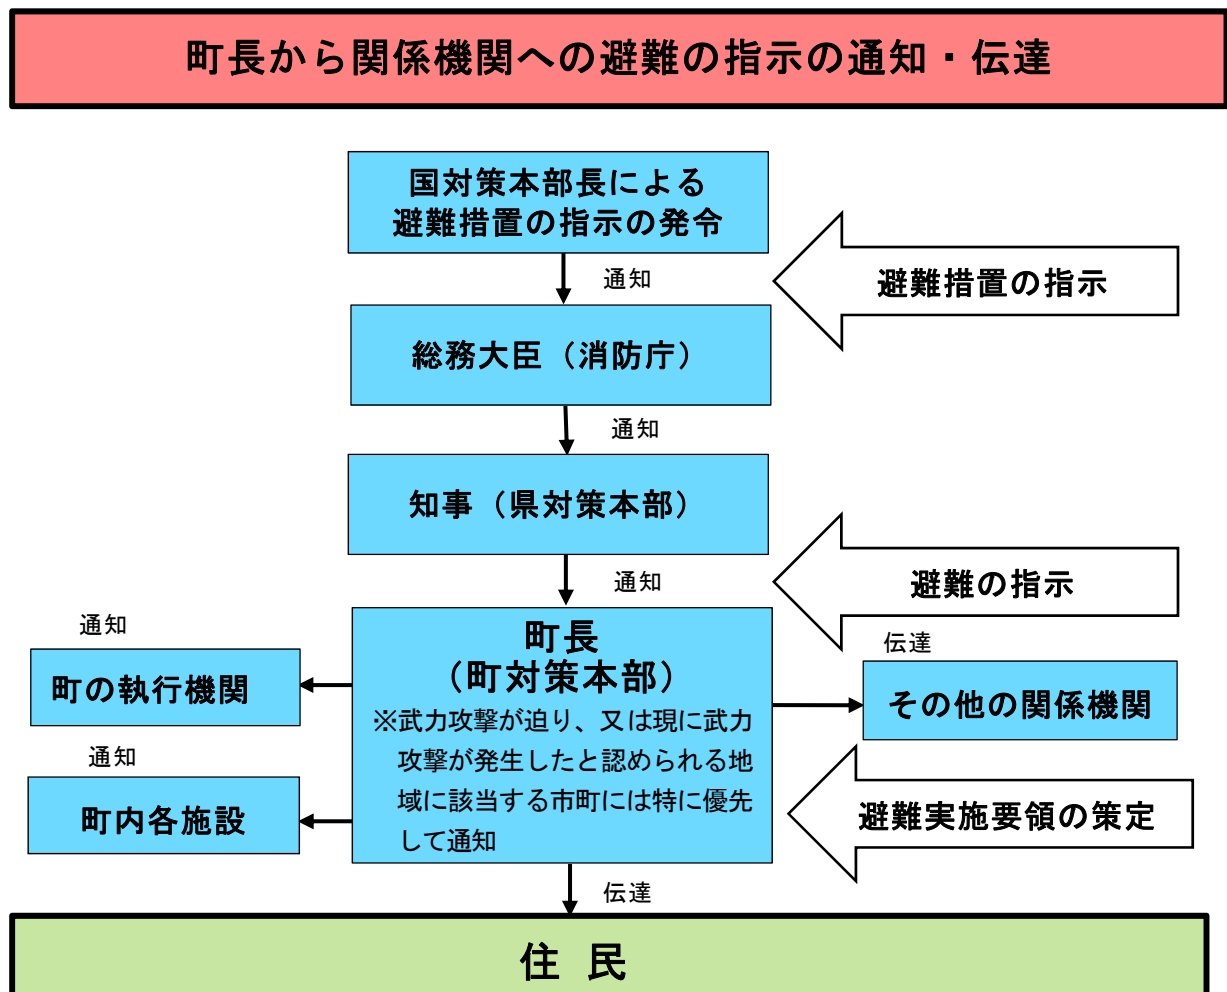 町長から関係機関への避難の指示の通知・伝達
国対策本部長による
避難措置の指示の発令
通知
避難措置の指示
総務大臣（消防庁）
通知
知事（県対策本部）
通知
避難の指示
町長
（町対策本部）
※武力攻撃が迫り、又は現に武力
攻撃が発生したと認められる地
域に該当する市町には特に優先
して通知
通知
町の執行機関
通知
町内各施設
伝達
その他の関係機関
避難実施要領の策定
伝達
住 民